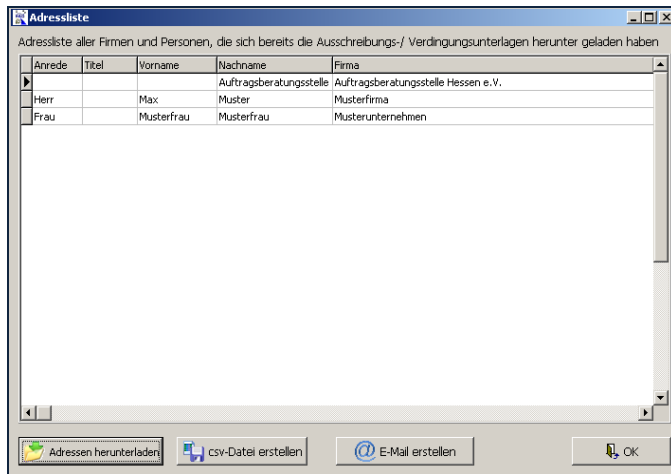 Adressliste
Adressliste aller Firmen und Personen, die sich bereits die Ausschreibungs-/ Verdingungsunterlagen herunter geladen haben
Anrede Titel Vorname Nachname Firma
Auftragsberatungsstelle Auftragsberatungsstelle Hessen e.V.
Herr Max Muster Musterfirma
Frau Musterfrau Musterfrau Musterunternehmen
Adressen herunterladen csv-Datei erstellen @ E-Mail erstellen OK